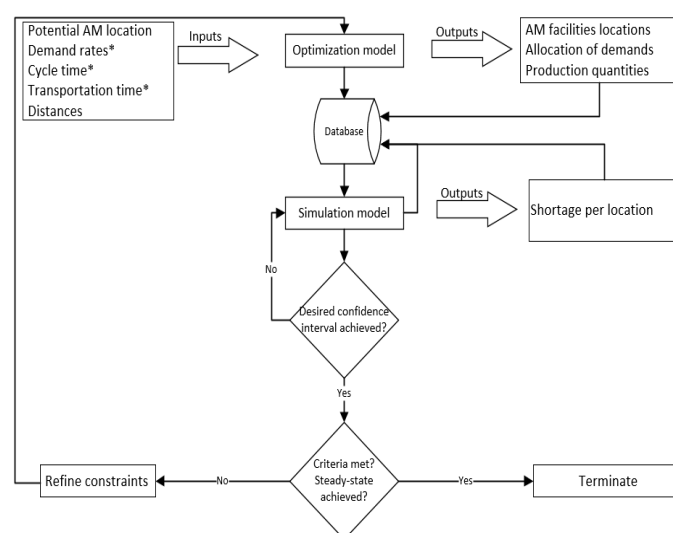 Potential AM location
Demand rates*
Cycle time*
Transportation time*
Distances
Inputs
Optimization model
Outputs
AM facilities locations
Allocation of demands
Production quantities
Database
Simulation model
Outputs
Shortage per location
No
Desired confidence
interval achieved?
Yes
Criteria met?
Steady-state
achieved?
No
Refine constraints
Yes
Terminate